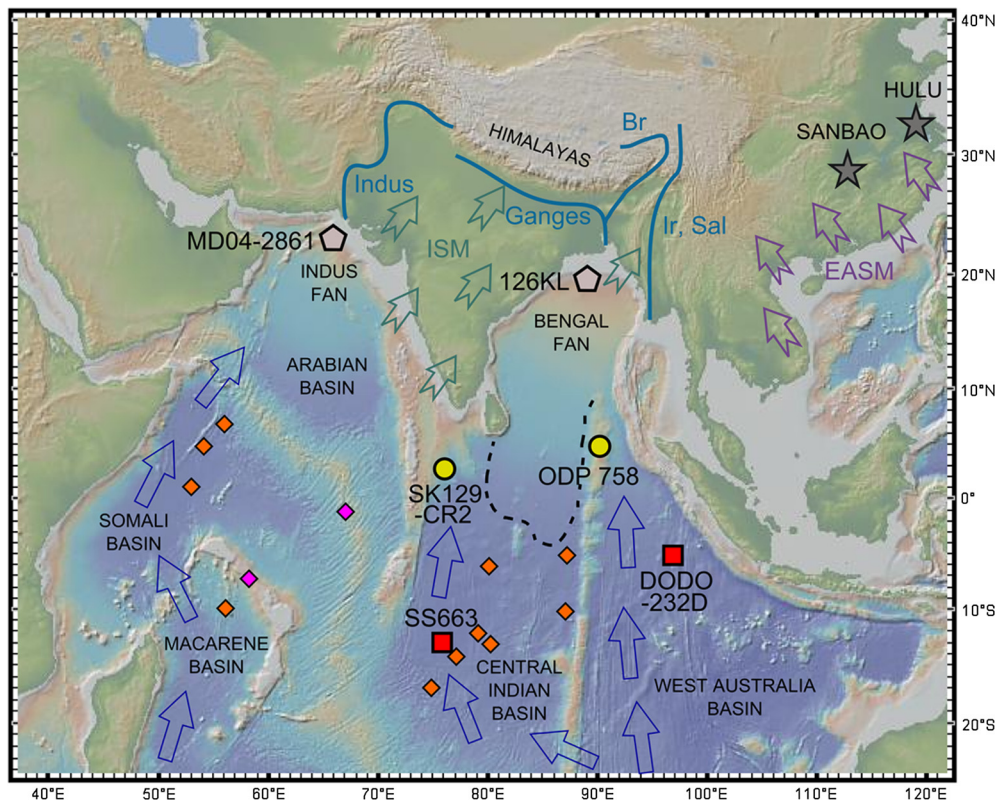 40°N
HULU
SANBAO
Br
HIMALAYAS
30°N
Indus
Ganges
Ir, Sal
MD04-2861
ISM
EASM
INDUS
FAN
126KL
20°N
BENGAL
FAN
ARABIAN
BASIN
10°N
ODP 758
SK129
-CR2
0°
SOMALI
BASIN
DODO
-232D
SS663
10°S
MACARENE
BASIN
CENTRAL
INDIAN
BASIN
WEST AUSTRALIA
BASIN
20°S
40°E 50°E 60°E 70°E 80°E 90°E 100°E 110°E 120°E